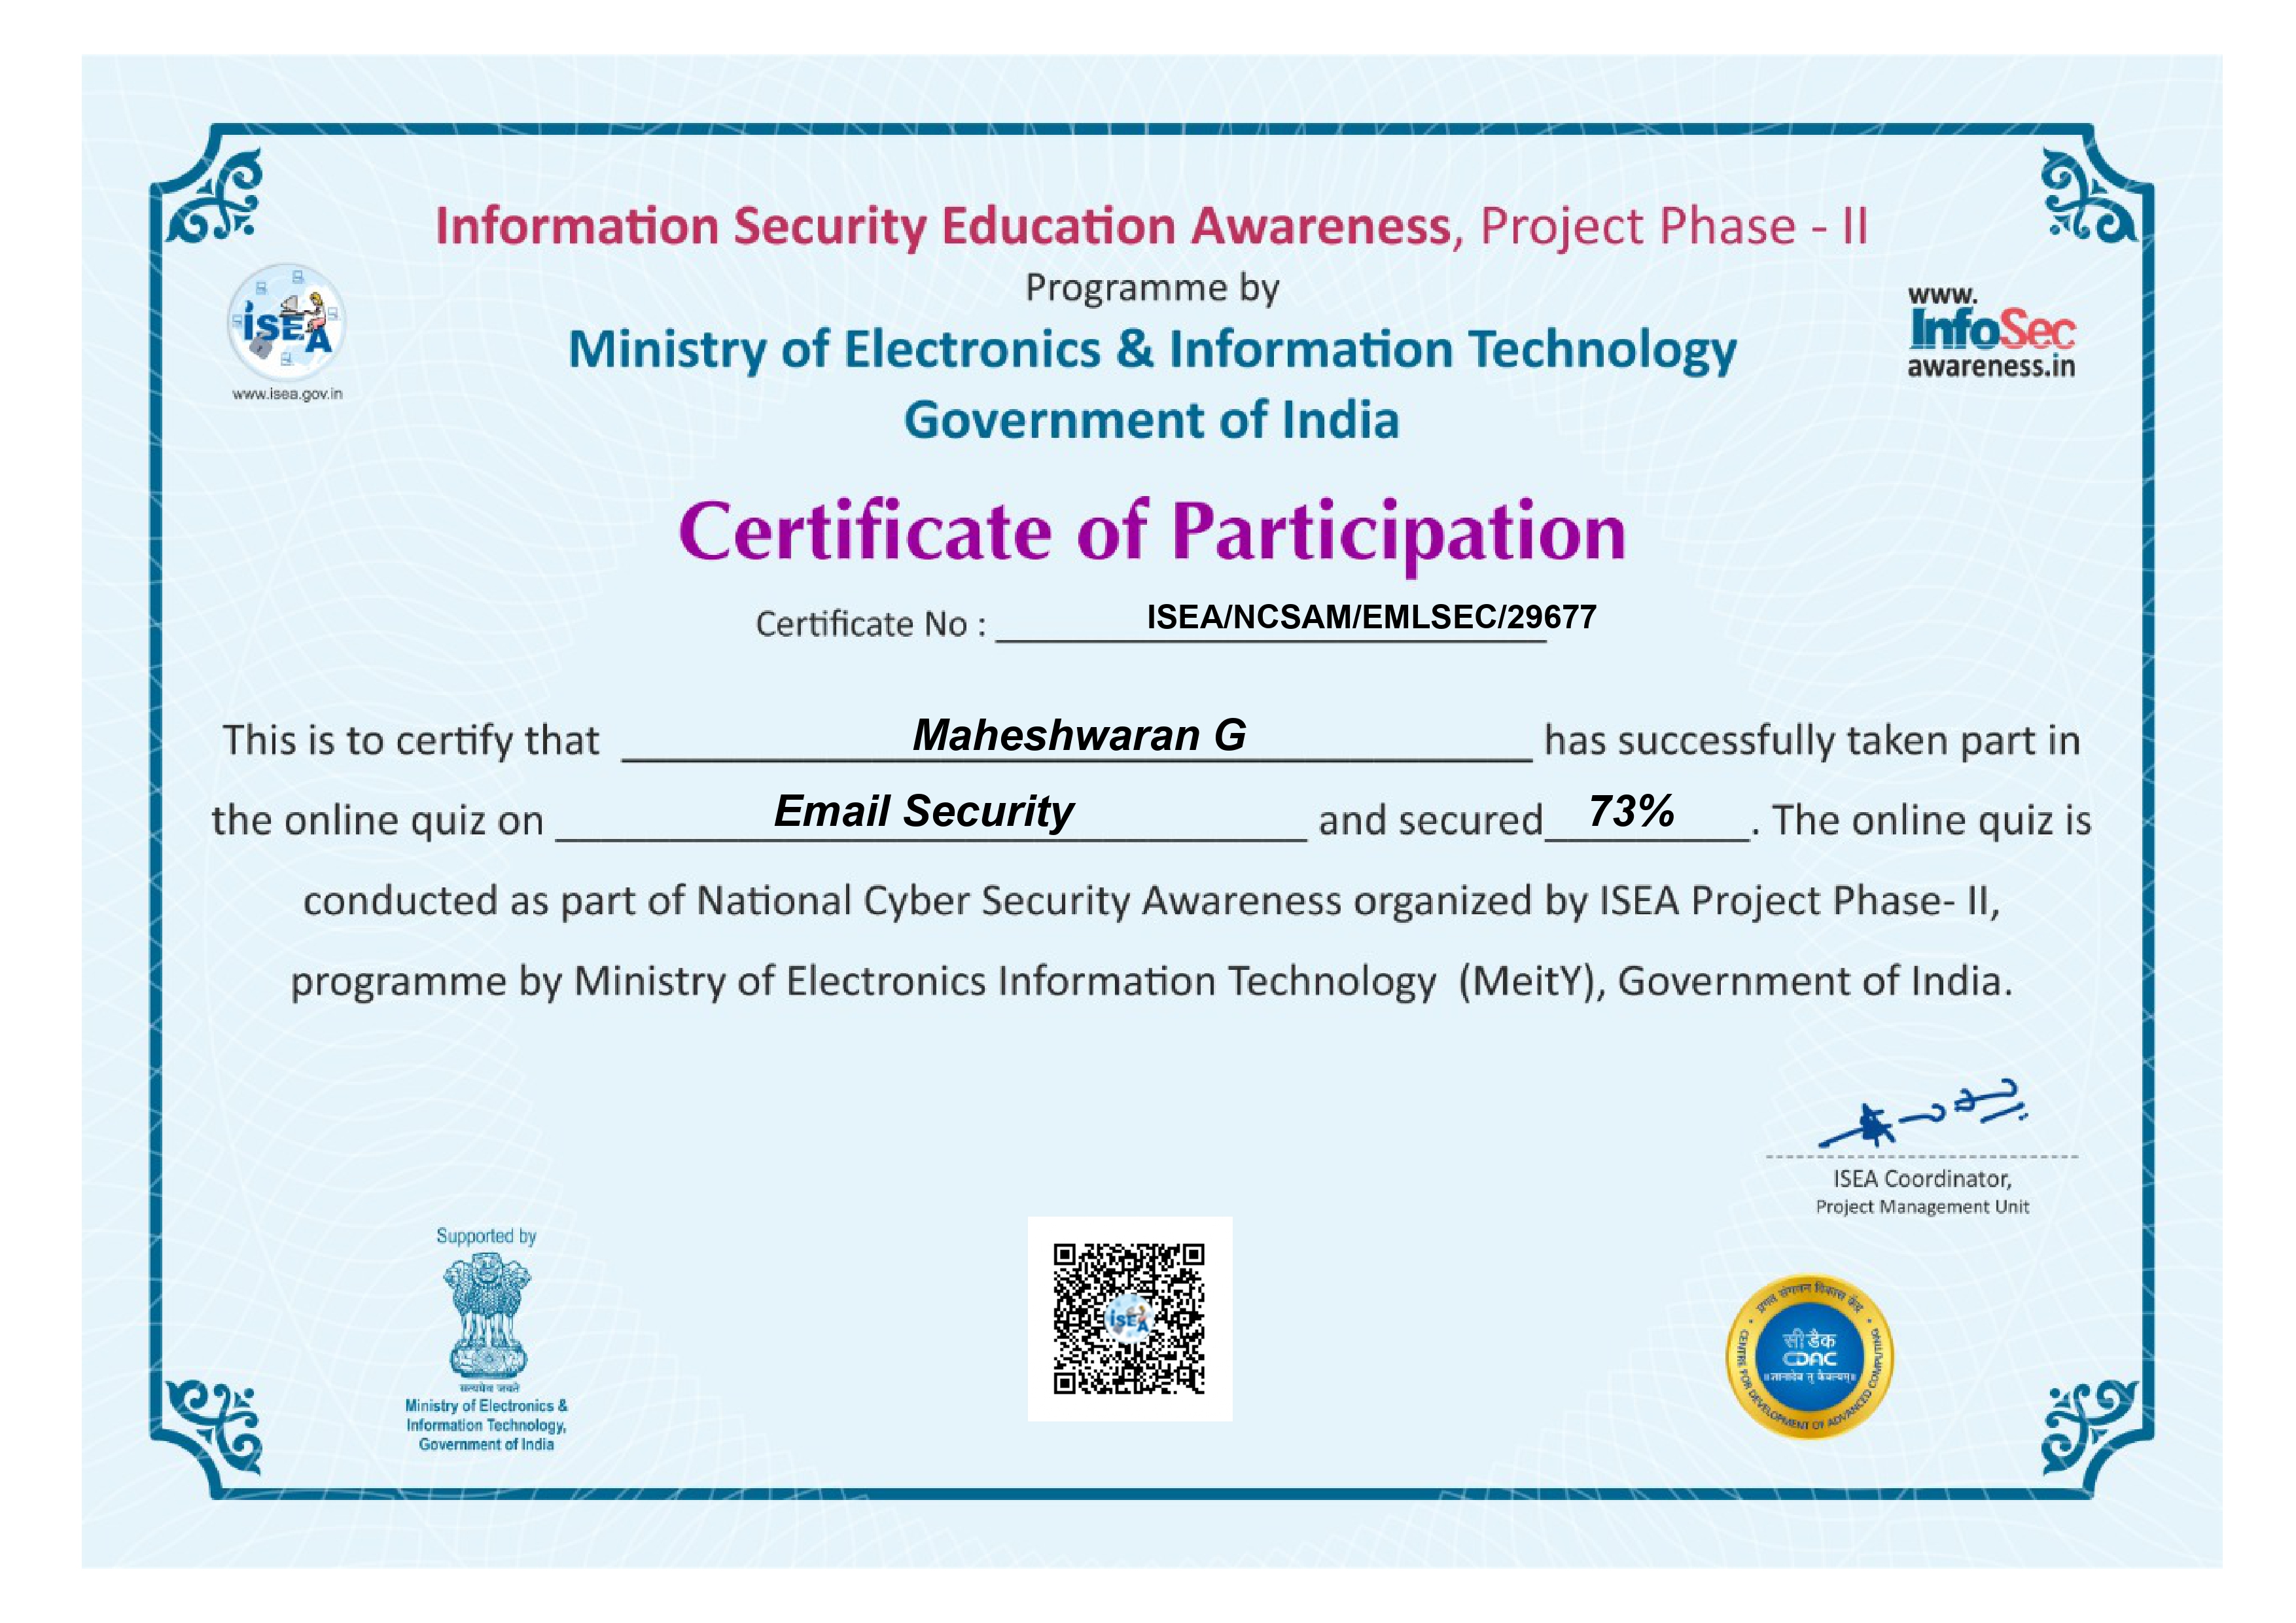 Information Security Education Awareness, Project Phase - II
Programme by
Ministry of Electronics & Information Technology
Government of India
iSEA
www.isea.gov.in
www.
InfoSec
awareness.in
Certificate of Participation
Certificate No : ISEA/NCSAM/EMLSEC/29677
This is to certify that Maheshwaran G has successfully taken part in
the online quiz on Email Security and secured 73%. The online quiz is
conducted as part of National Cyber Security Awareness organized by ISEA Project Phase- II,
programme by Ministry of Electronics Information Technology (MeitY), Government of India.
ISEA Coordinator,
Project Management Unit
Supported by
सत्यमेव जयते
Ministry of Electronics &
Information Technology,
Government of India
iSEA
प्रगत संगणन विकास केंद्र
सी डैक
CDAC
॥ज्ञानादेव तु कैवल्यम्॥
CENTRE FOR DEVELOPMENT OF ADVANCED COMPUTING